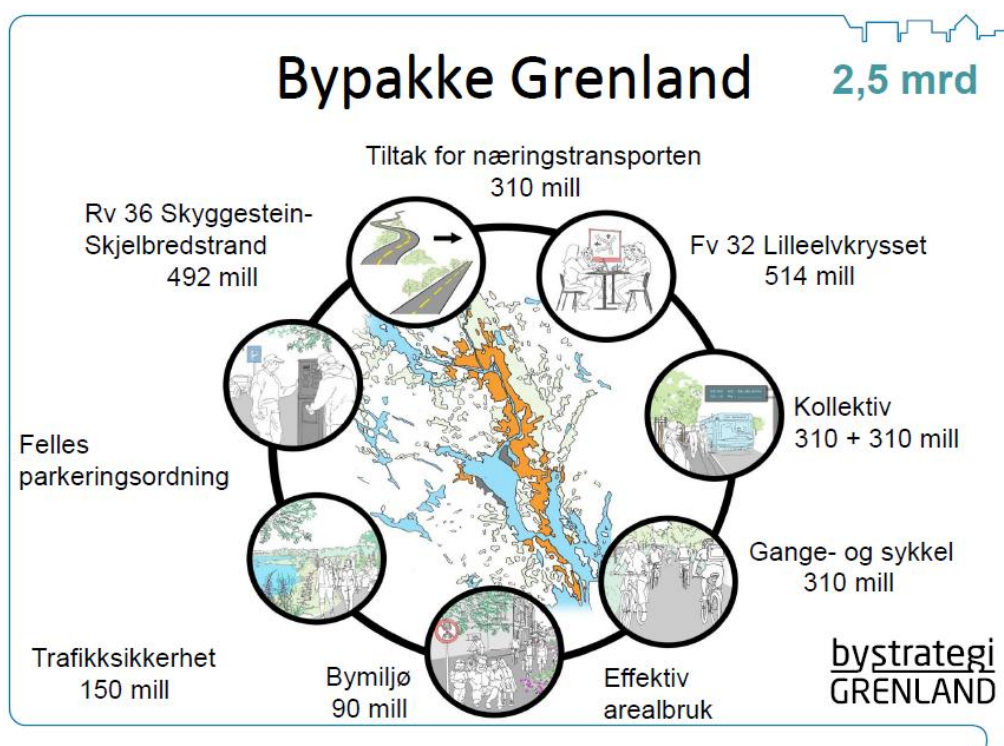 Bypakke Grenland
2,5 mrd
Tiltak for næringstransporten
310 mill
Rv 36 Skyggestein-
Skjelbredstrand
492 mill
Fv 32 Lilleelvkrysset
514 mill
Kollektiv
310 + 310 mill
Felles
parkeringsordning
Gange- og sykkel
310 mill
Trafikksikkerhet
150 mill
Bymiljø
90 mill
Effektiv
arealbruk
bystrategi
GRENLAND